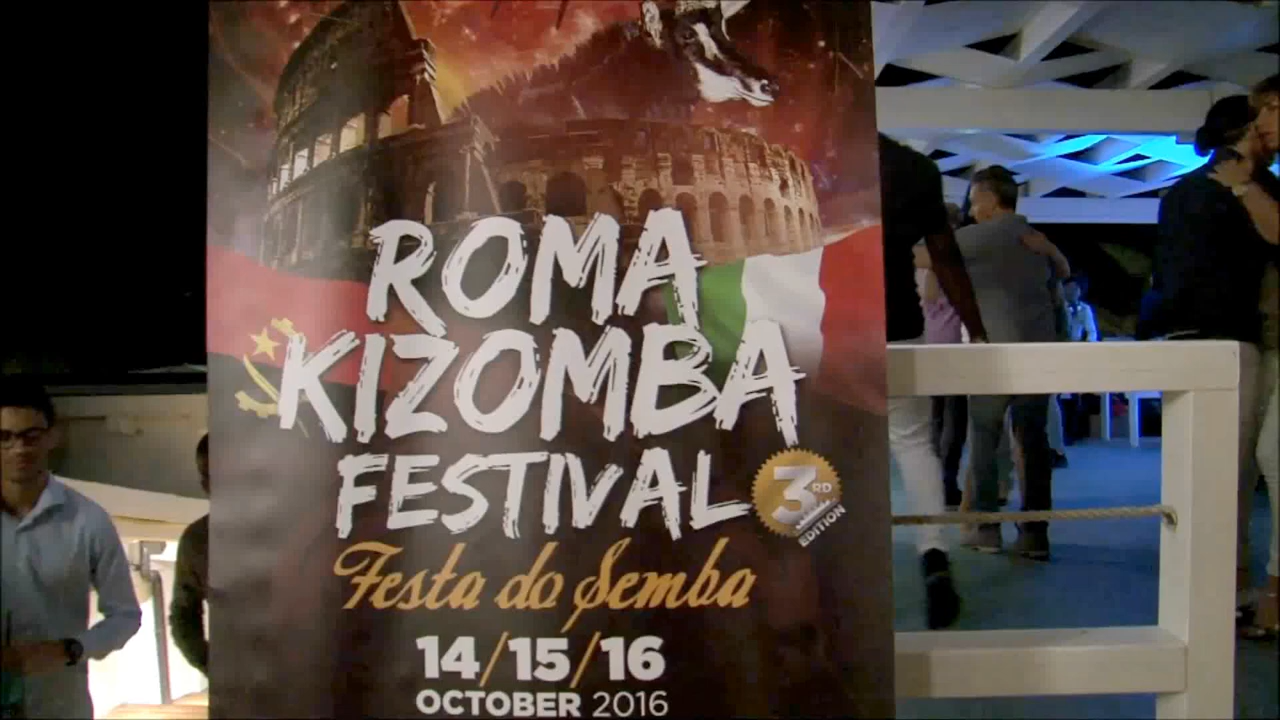 ROMA
KIZOMBA
FESTIVAL
3RD
EDITION
Festa do Semba
14/15/16
OCTOBER 2016